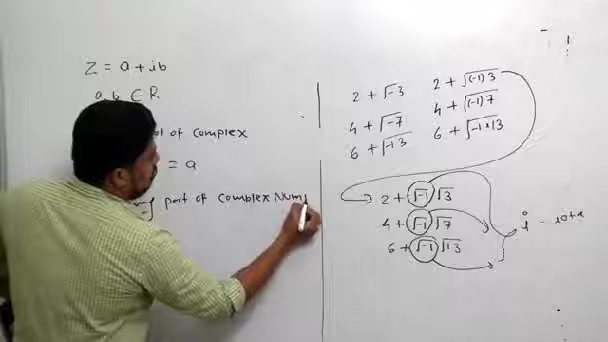 Z = a + ib
a, b ∈ R
of complex
= a
part of complex Num
2 + √-3
4 + √-7
6 + √-13
2 + √(-1)3
4 + √(-1)7
6 + √-1×13
2 + √-1 √3
4 + √-1 √7
6 + √-1 √13
i - iota